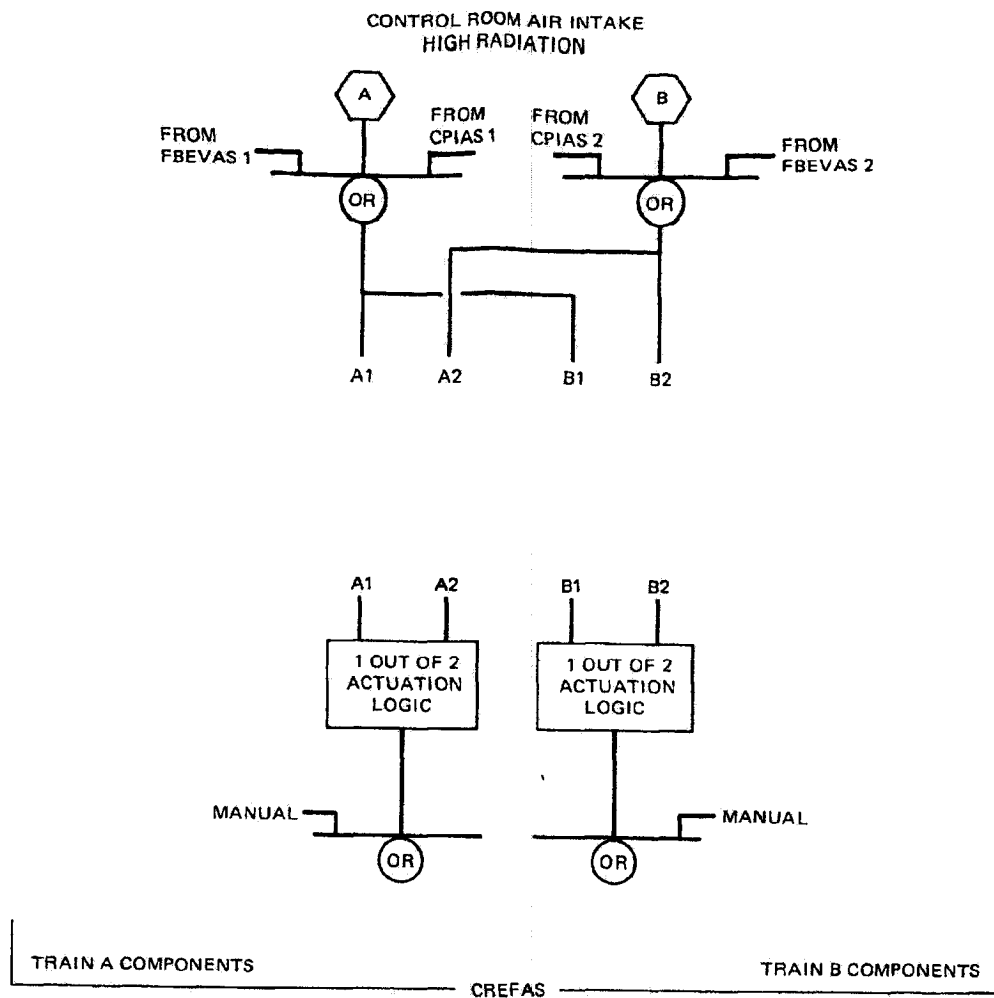 CONTROL ROOM AIR INTAKE
HIGH RADIATION
A
B
FROM
FBEVAS 1
FROM
CPIAS 1
FROM
CPIAS 2
FROM
FBEVAS 2
OR
OR
A1
A2
B1
B2
A1
A2
B1
B2
1 OUT OF 2
ACTUATION
LOGIC
1 OUT OF 2
ACTUATION
LOGIC
MANUAL
MANUAL
OR
OR
TRAIN A COMPONENTS
TRAIN B COMPONENTS
CREFAS